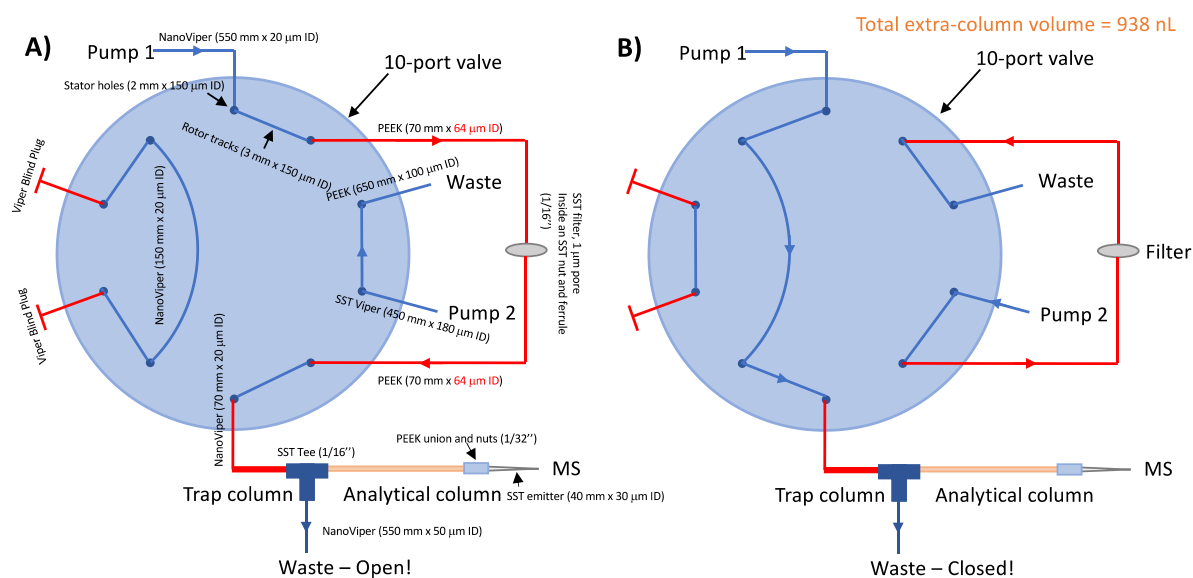 Total extra-column volume = 938 nL
A)
NanoViper (550 mm x 20 µm ID)
Pump 1
10-port valve
Stator holes (2 mm x 150 µm ID)
Rotor tracks (3 mm x 150 µm ID)
PEEK (70 mm x 64 µm ID)
PEEK (650 mm x 100 µm ID)
Waste
Viper Blind Plug
NanoViper (150 mm x 20 µm ID)
SST filter, 1 µm pore
Inside an SST nut and ferrule
(1/16’’)
Viper Blind Plug
SST Viper (450 mm x 180 µm ID)
Pump 2
NanoViper (70 mm x 20 µm ID)
PEEK (70 mm x 64 µm ID)
PEEK union and nuts (1/32’’)
SST Tee (1/16’’)
MS
Trap column
Analytical column
SST emitter (40 mm x 30 µm ID)
NanoViper (550 mm x 50 µm ID)
Waste – Open!
B)
Pump 1
10-port valve
Waste
Filter
Pump 2
MS
Trap column
Analytical column
Waste – Closed!